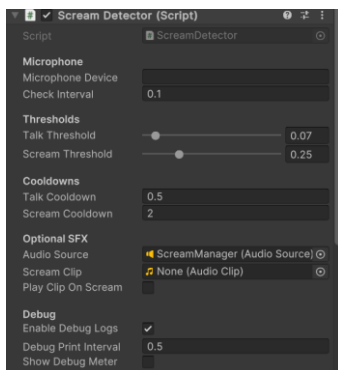 # Scream Detector (Script)
Script ScreamDetector
Microphone
Microphone Device
Check Interval 0.1
Thresholds
Talk Threshold 0.07
Scream Threshold 0.25
Cooldowns
Talk Cooldown 0.5
Scream Cooldown 2
Optional SFX
Audio Source ScreamManager (Audio Source)
Scream Clip None (Audio Clip)
Play Clip On Scream
Debug
Enable Debug Logs
Debug Print Interval 0.5
Show Debug Meter